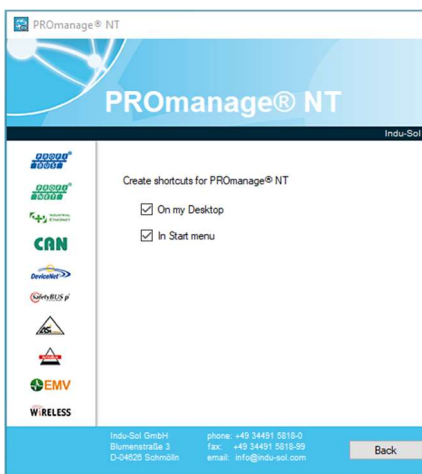 PROmanage® NT
PROmanage® NT
Indu-Sol
Create shortcuts for PROmanage® NT
On my Desktop
In Start menu
CAN
DeviceNet
SafetyBUS p
EMV
WiRELESS
Indu-Sol GmbH
Blumenstraße 3
D-04626 Schmölln
phone: +49 34491 5818-0
fax: +49 34491 5818-99
email: info@indu-sol.com
Back